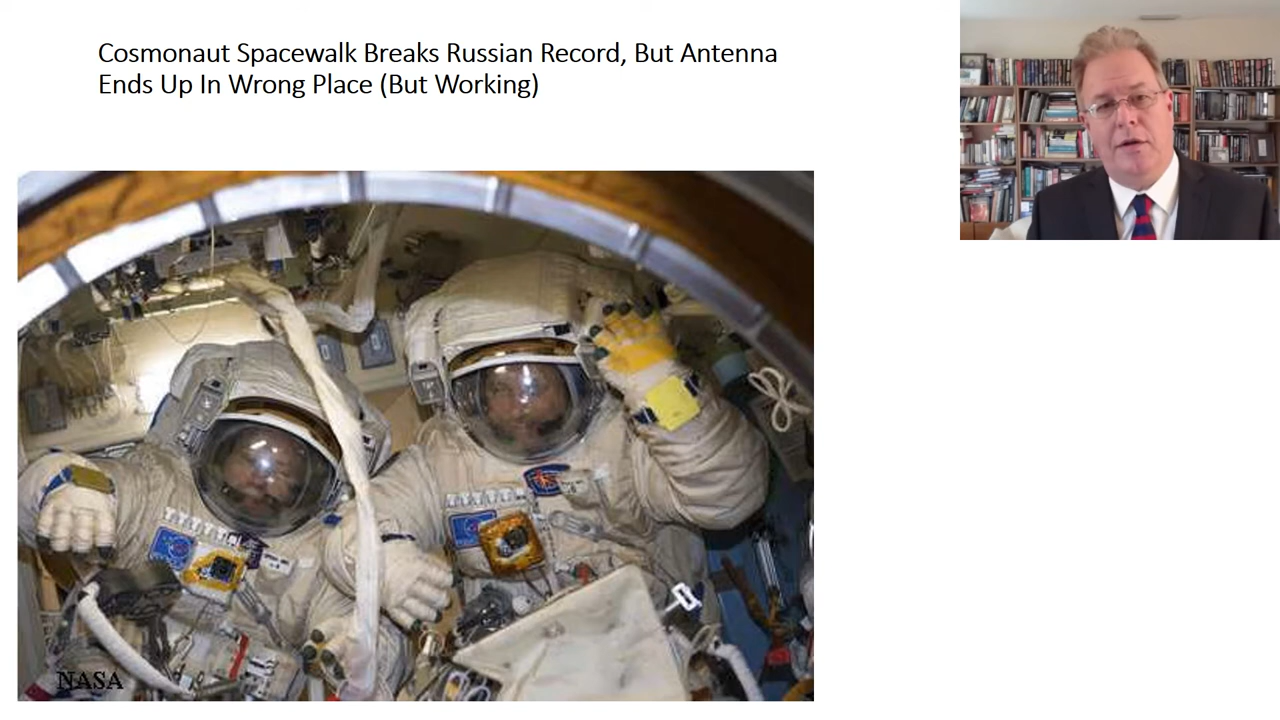 Cosmonaut Spacewalk Breaks Russian Record, But Antenna
Ends Up In Wrong Place (But Working)
NASA